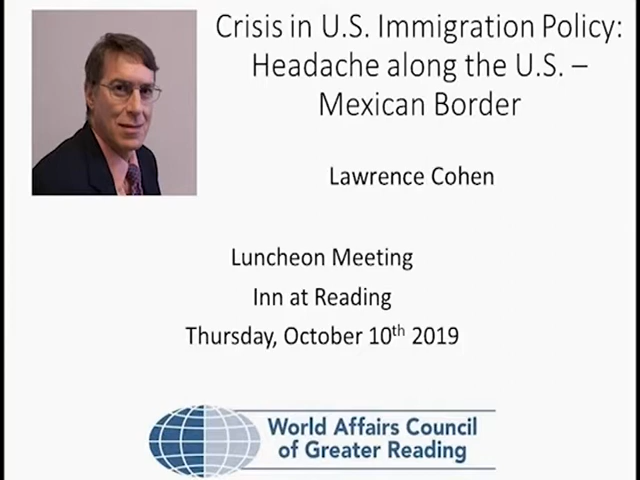 Crisis in U.S. Immigration Policy:
Headache along the U.S. –
Mexican Border
Lawrence Cohen
Luncheon Meeting
Inn at Reading
Thursday, October 10th 2019
World Affairs Council
of Greater Reading